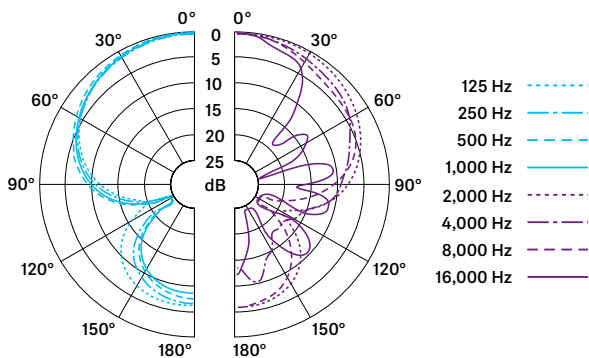 0° 0°
30° 0 30°
5
10
60° 15 60°
20
25
90° dB 90°
120° 120°
150° 150°
180° 180°
125 Hz
250 Hz
500 Hz
1,000 Hz
2,000 Hz
4,000 Hz
8,000 Hz
16,000 Hz